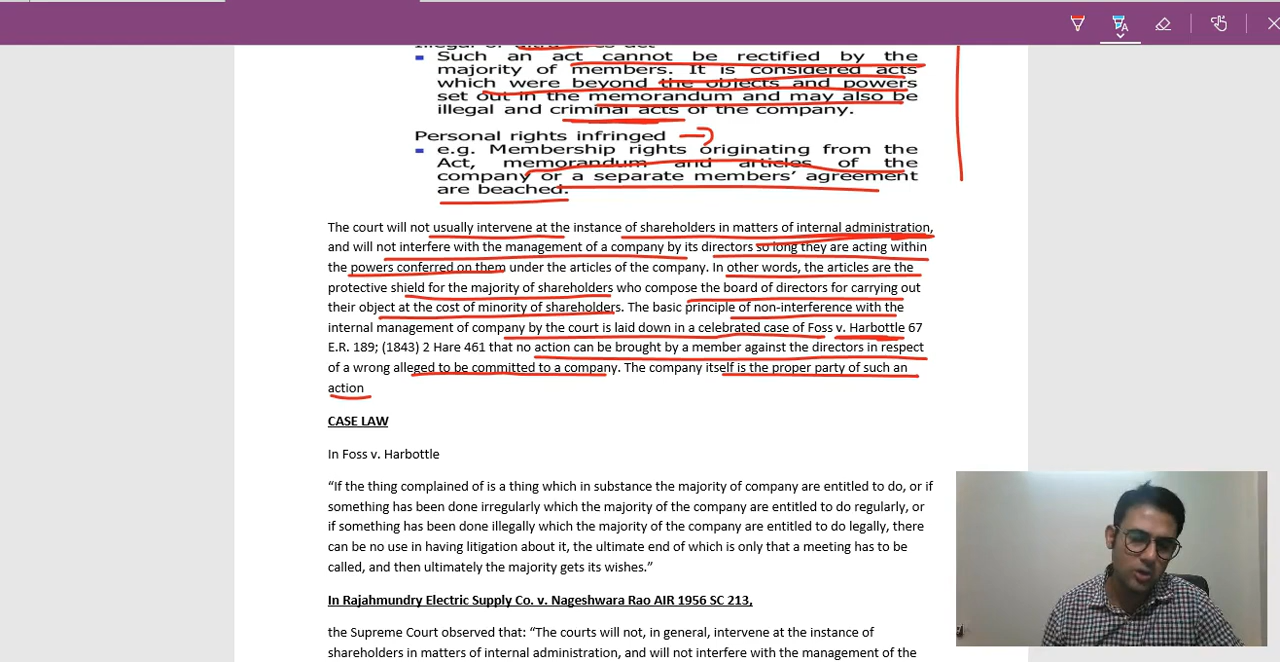 Such an act cannot be rectified by the
majority of members. It is considered acts
which were beyond the objects and powers
set out in the memorandum and may also be
illegal and criminal acts of the company.
Personal rights infringed
e.g. Membership rights originating from the
Act, memorandum and articles of the
company or a separate members’ agreement
are beached.
The court will not usually intervene at the instance of shareholders in matters of internal administration,
and will not interfere with the management of a company by its directors so long they are acting within
the powers conferred on them under the articles of the company. In other words, the articles are the
protective shield for the majority of shareholders who compose the board of directors for carrying out
their object at the cost of minority of shareholders. The basic principle of non-interference with the
internal management of company by the court is laid down in a celebrated case of Foss v. Harbottle 67
E.R. 189; (1843) 2 Hare 461 that no action can be brought by a member against the directors in respect
of a wrong alleged to be committed to a company. The company itself is the proper party of such an
action
CASE LAW
In Foss v. Harbottle
“If the thing complained of is a thing which in substance the majority of company are entitled to do, or if
something has been done irregularly which the majority of the company are entitled to do regularly, or
if something has been done illegally which the majority of the company are entitled to do legally, there
can be no use in having litigation about it, the ultimate end of which is only that a meeting has to be
called, and then ultimately the majority gets its wishes.”
In Rajahmundry Electric Supply Co. v. Nageshwara Rao AIR 1956 SC 213,
the Supreme Court observed that: “The courts will not, in general, intervene at the instance of
shareholders in matters of internal administration, and will not interfere with the management of the